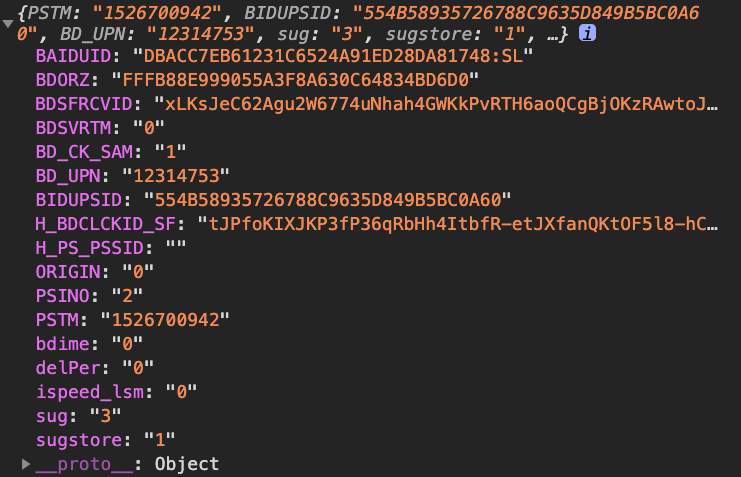 {PSTM: "1526700942", BIDUPSID: "554B58935726788C9635D849B5BC0A6
0", BD_UPN: "12314753", sug: "3", sugstore: "1", …} i
BAIDUID: "DBACC7EB61231C6524A91ED28DA81748:SL"
BDORZ: "FFFB88E999055A3F8A630C64834BD6D0"
BDSFRCVID: "xLKsJeC62Agu2W6774uNhah4GWKkPvRTH6aoQCgBjOKzRAwtoJ…
BDSVRTM: "0"
BD_CK_SAM: "1"
BD_UPN: "12314753"
BIDUPSID: "554B58935726788C9635D849B5BC0A60"
H_BDCLCKID_SF: "tJPfoKIXJKP3fP36qRbHh4ItbfR-etJXfanQKtOF5l8-hC…
H_PS_PSSID: ""
ORIGIN: "0"
PSINO: "2"
PSTM: "1526700942"
bdime: "0"
delPer: "0"
ispeed_lsm: "0"
sug: "3"
sugstore: "1"
__proto__: Object